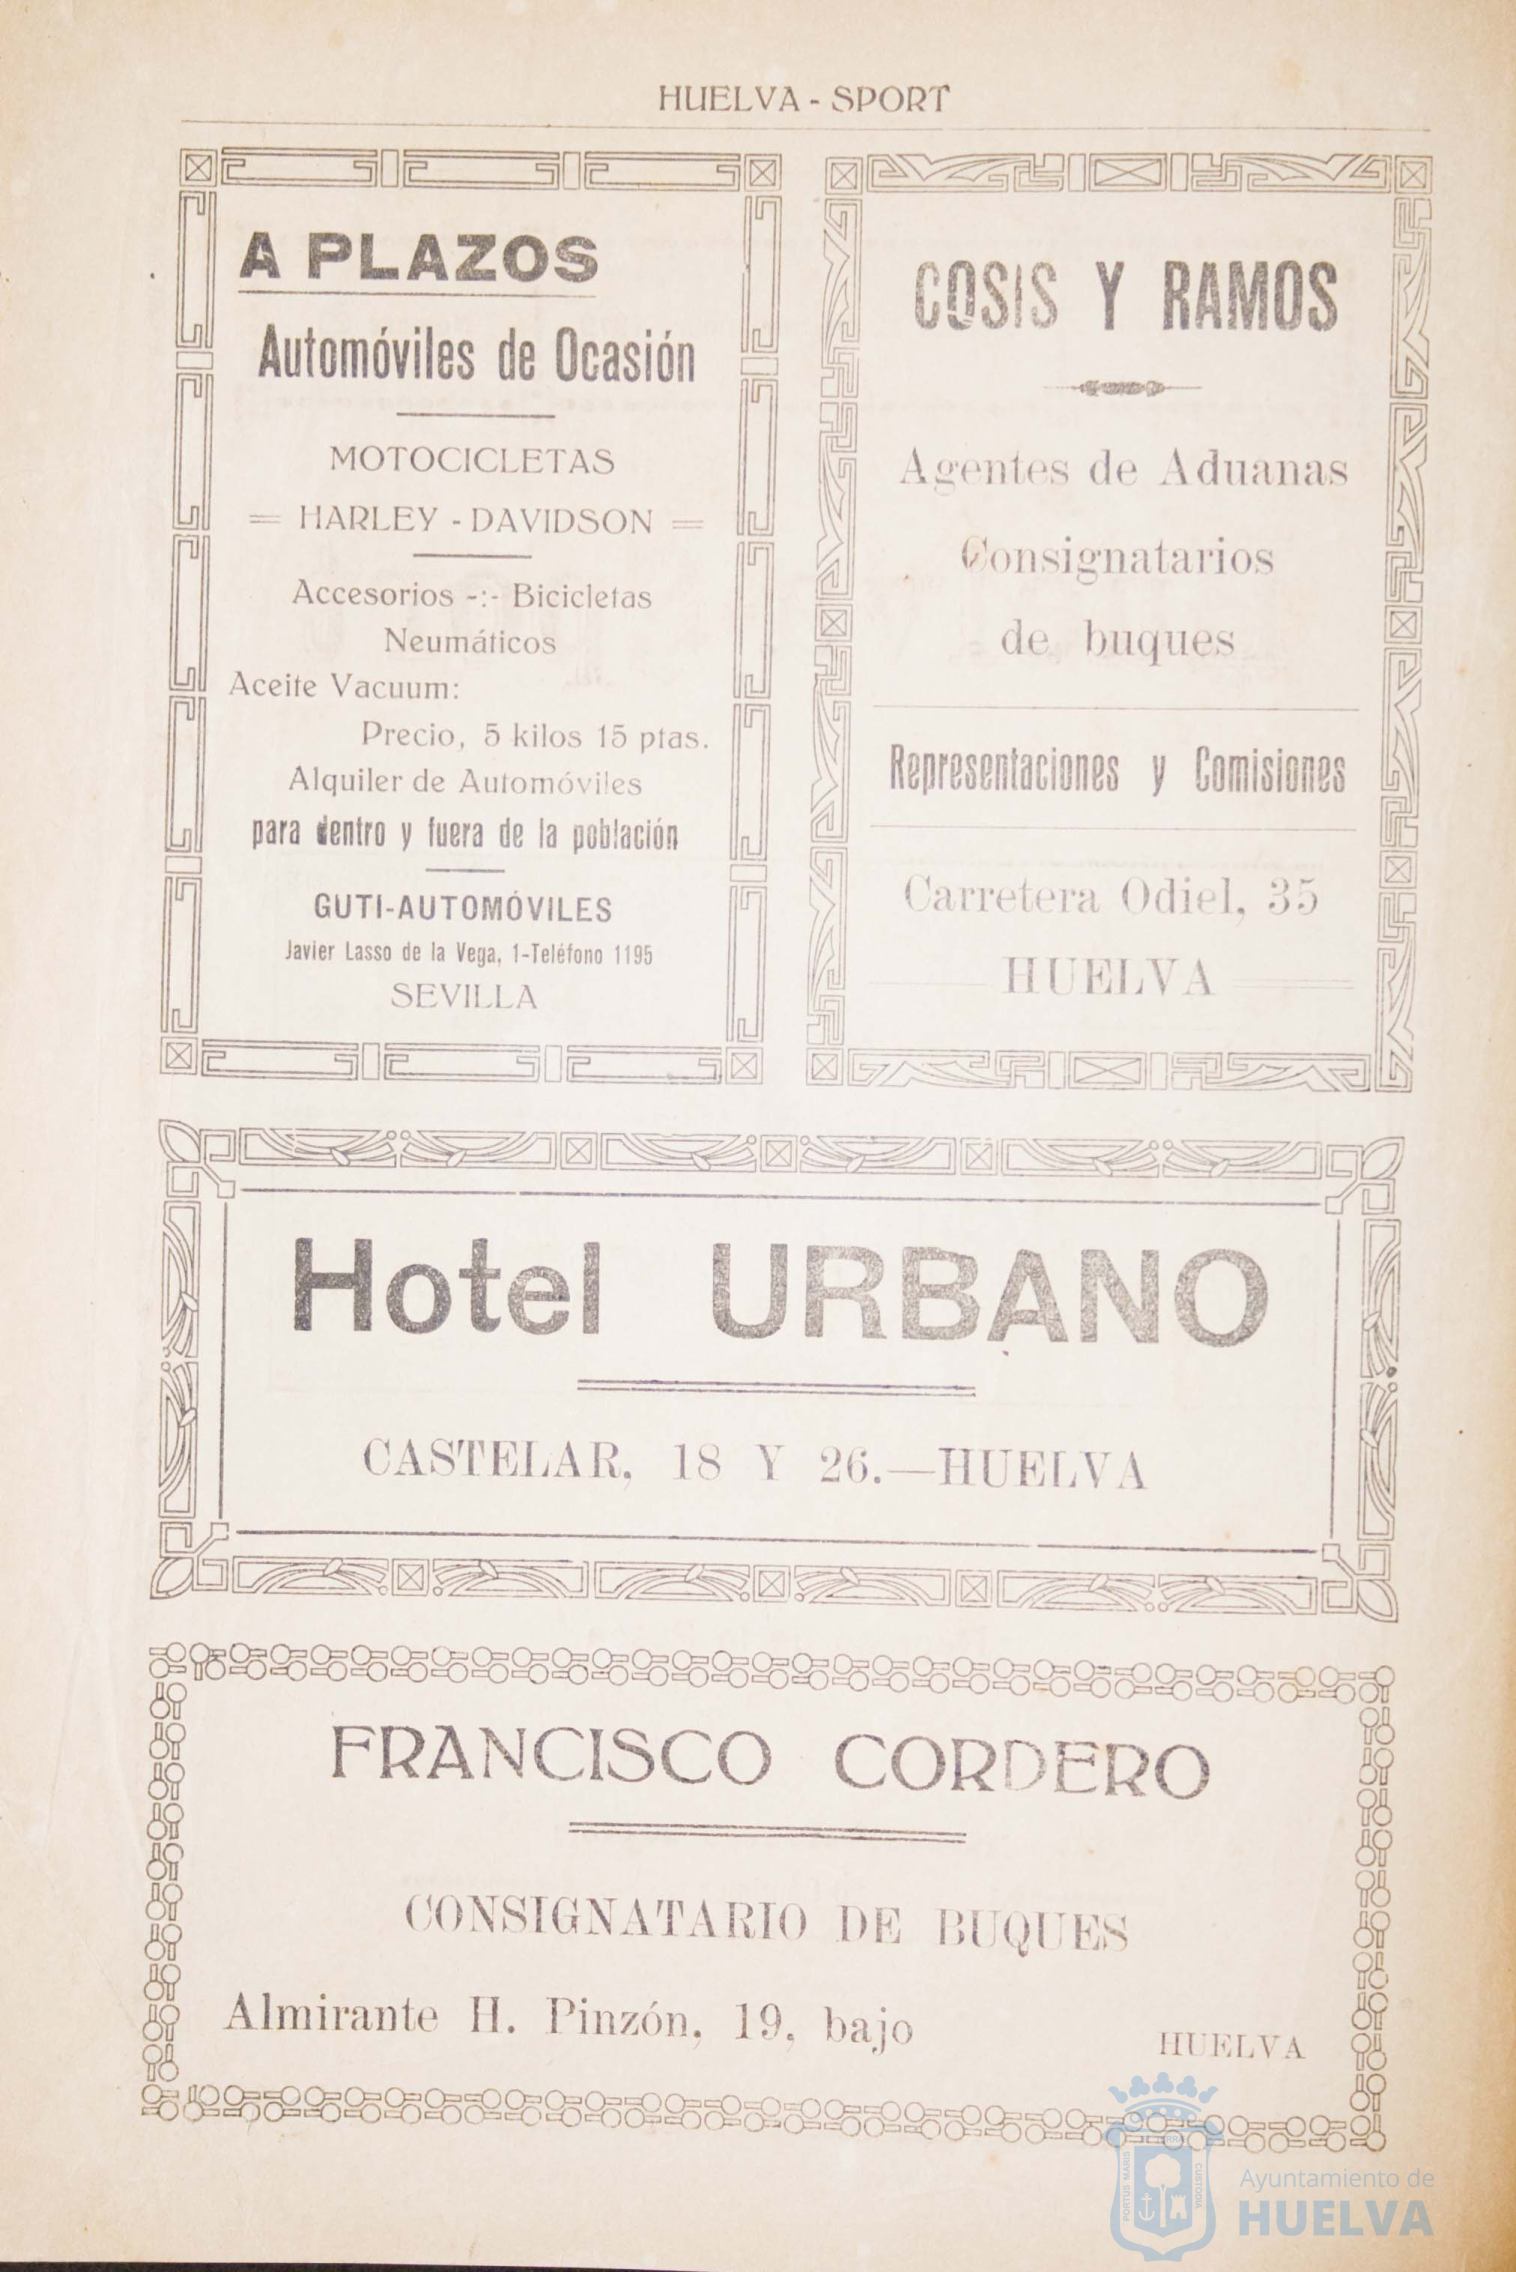 HUELVA - SPORT
A PLAZOS
Automóviles de Ocasión
MOTOCICLETAS
= HARLEY - DAVIDSON =
Accesorios -:- Bicicletas
Neumáticos
Aceite Vacuum:
Precio, 5 kilos 15 ptas.
Alquiler de Automóviles
para dentro y fuera de la población
GUTI-AUTOMÓVILES
Javier Lasso de la Vega, 1-Teléfono 1195
SEVILLA
COSIS Y RAMOS
Agentes de Aduanas
Consignatarios
de buques
Representaciones y Comisiones
Carretera Odiel, 35
HUELVA
Hotel URBANO
CASTELAR, 18 Y 26.—HUELVA
FRANCISCO CORDERO
CONSIGNATARIO DE BUQUES
Almirante H. Pinzón, 19, bajo
HUELVA
PORTUS MARIS
CUSTODIA
Ayuntamiento de
HUELVA